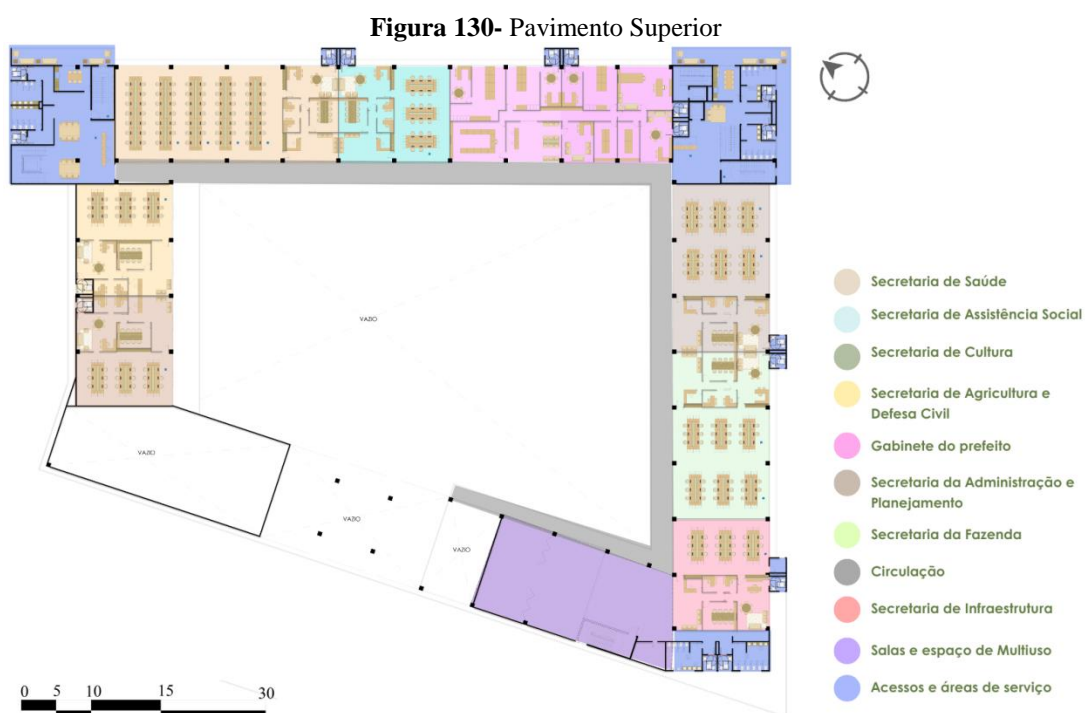 Figura 130- Pavimento Superior
VAZIO
VAZIO
VAZIO
VAZIO
Secretaria de Saúde
Secretaria de Assistência Social
Secretaria de Cultura
Secretaria de Agricultura e
Defesa Civil
Gabinete do prefeito
Secretaria da Administração e
Planejamento
Secretaria da Fazenda
Circulação
Secretaria de Infraestrutura
Salas e espaço de Multiuso
Acessos e áreas de serviço
0 5 10 15 30